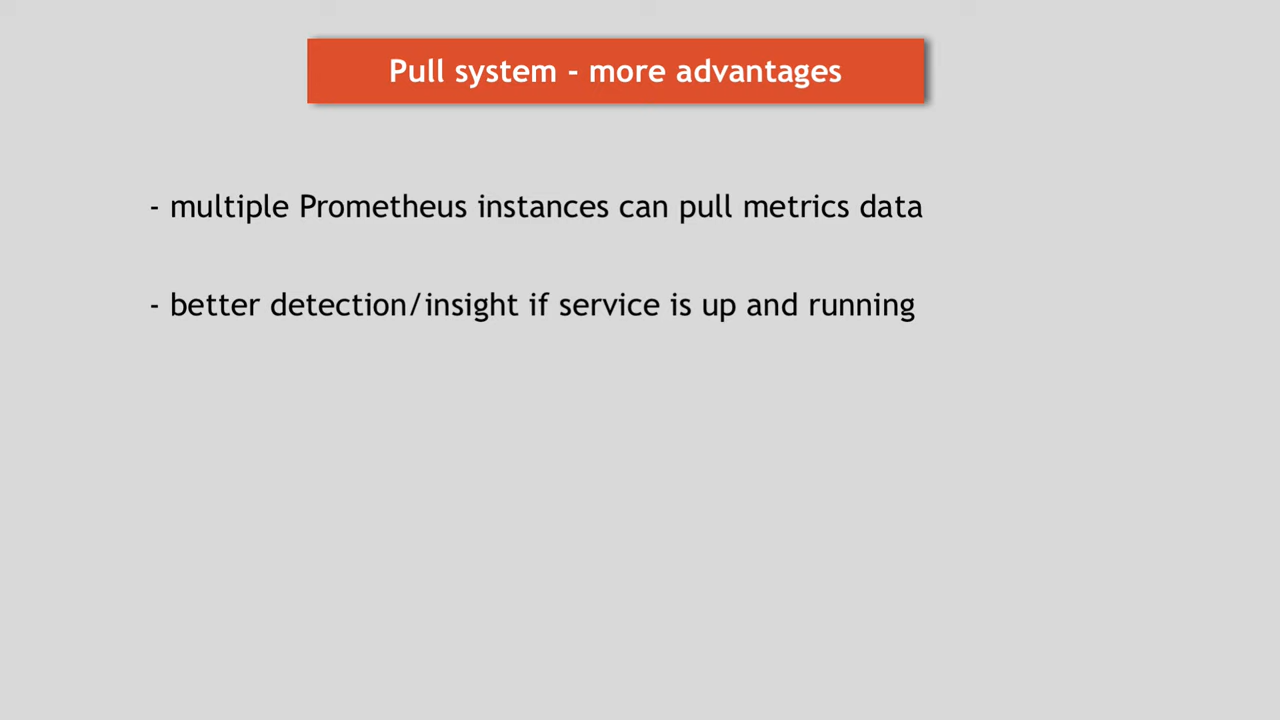 Pull system - more advantages
- multiple Prometheus instances can pull metrics data
- better detection/insight if service is up and running